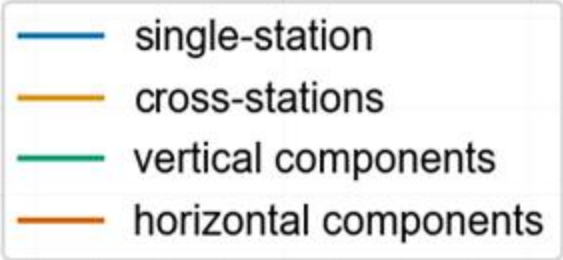 single-station
cross-stations
vertical components
horizontal components